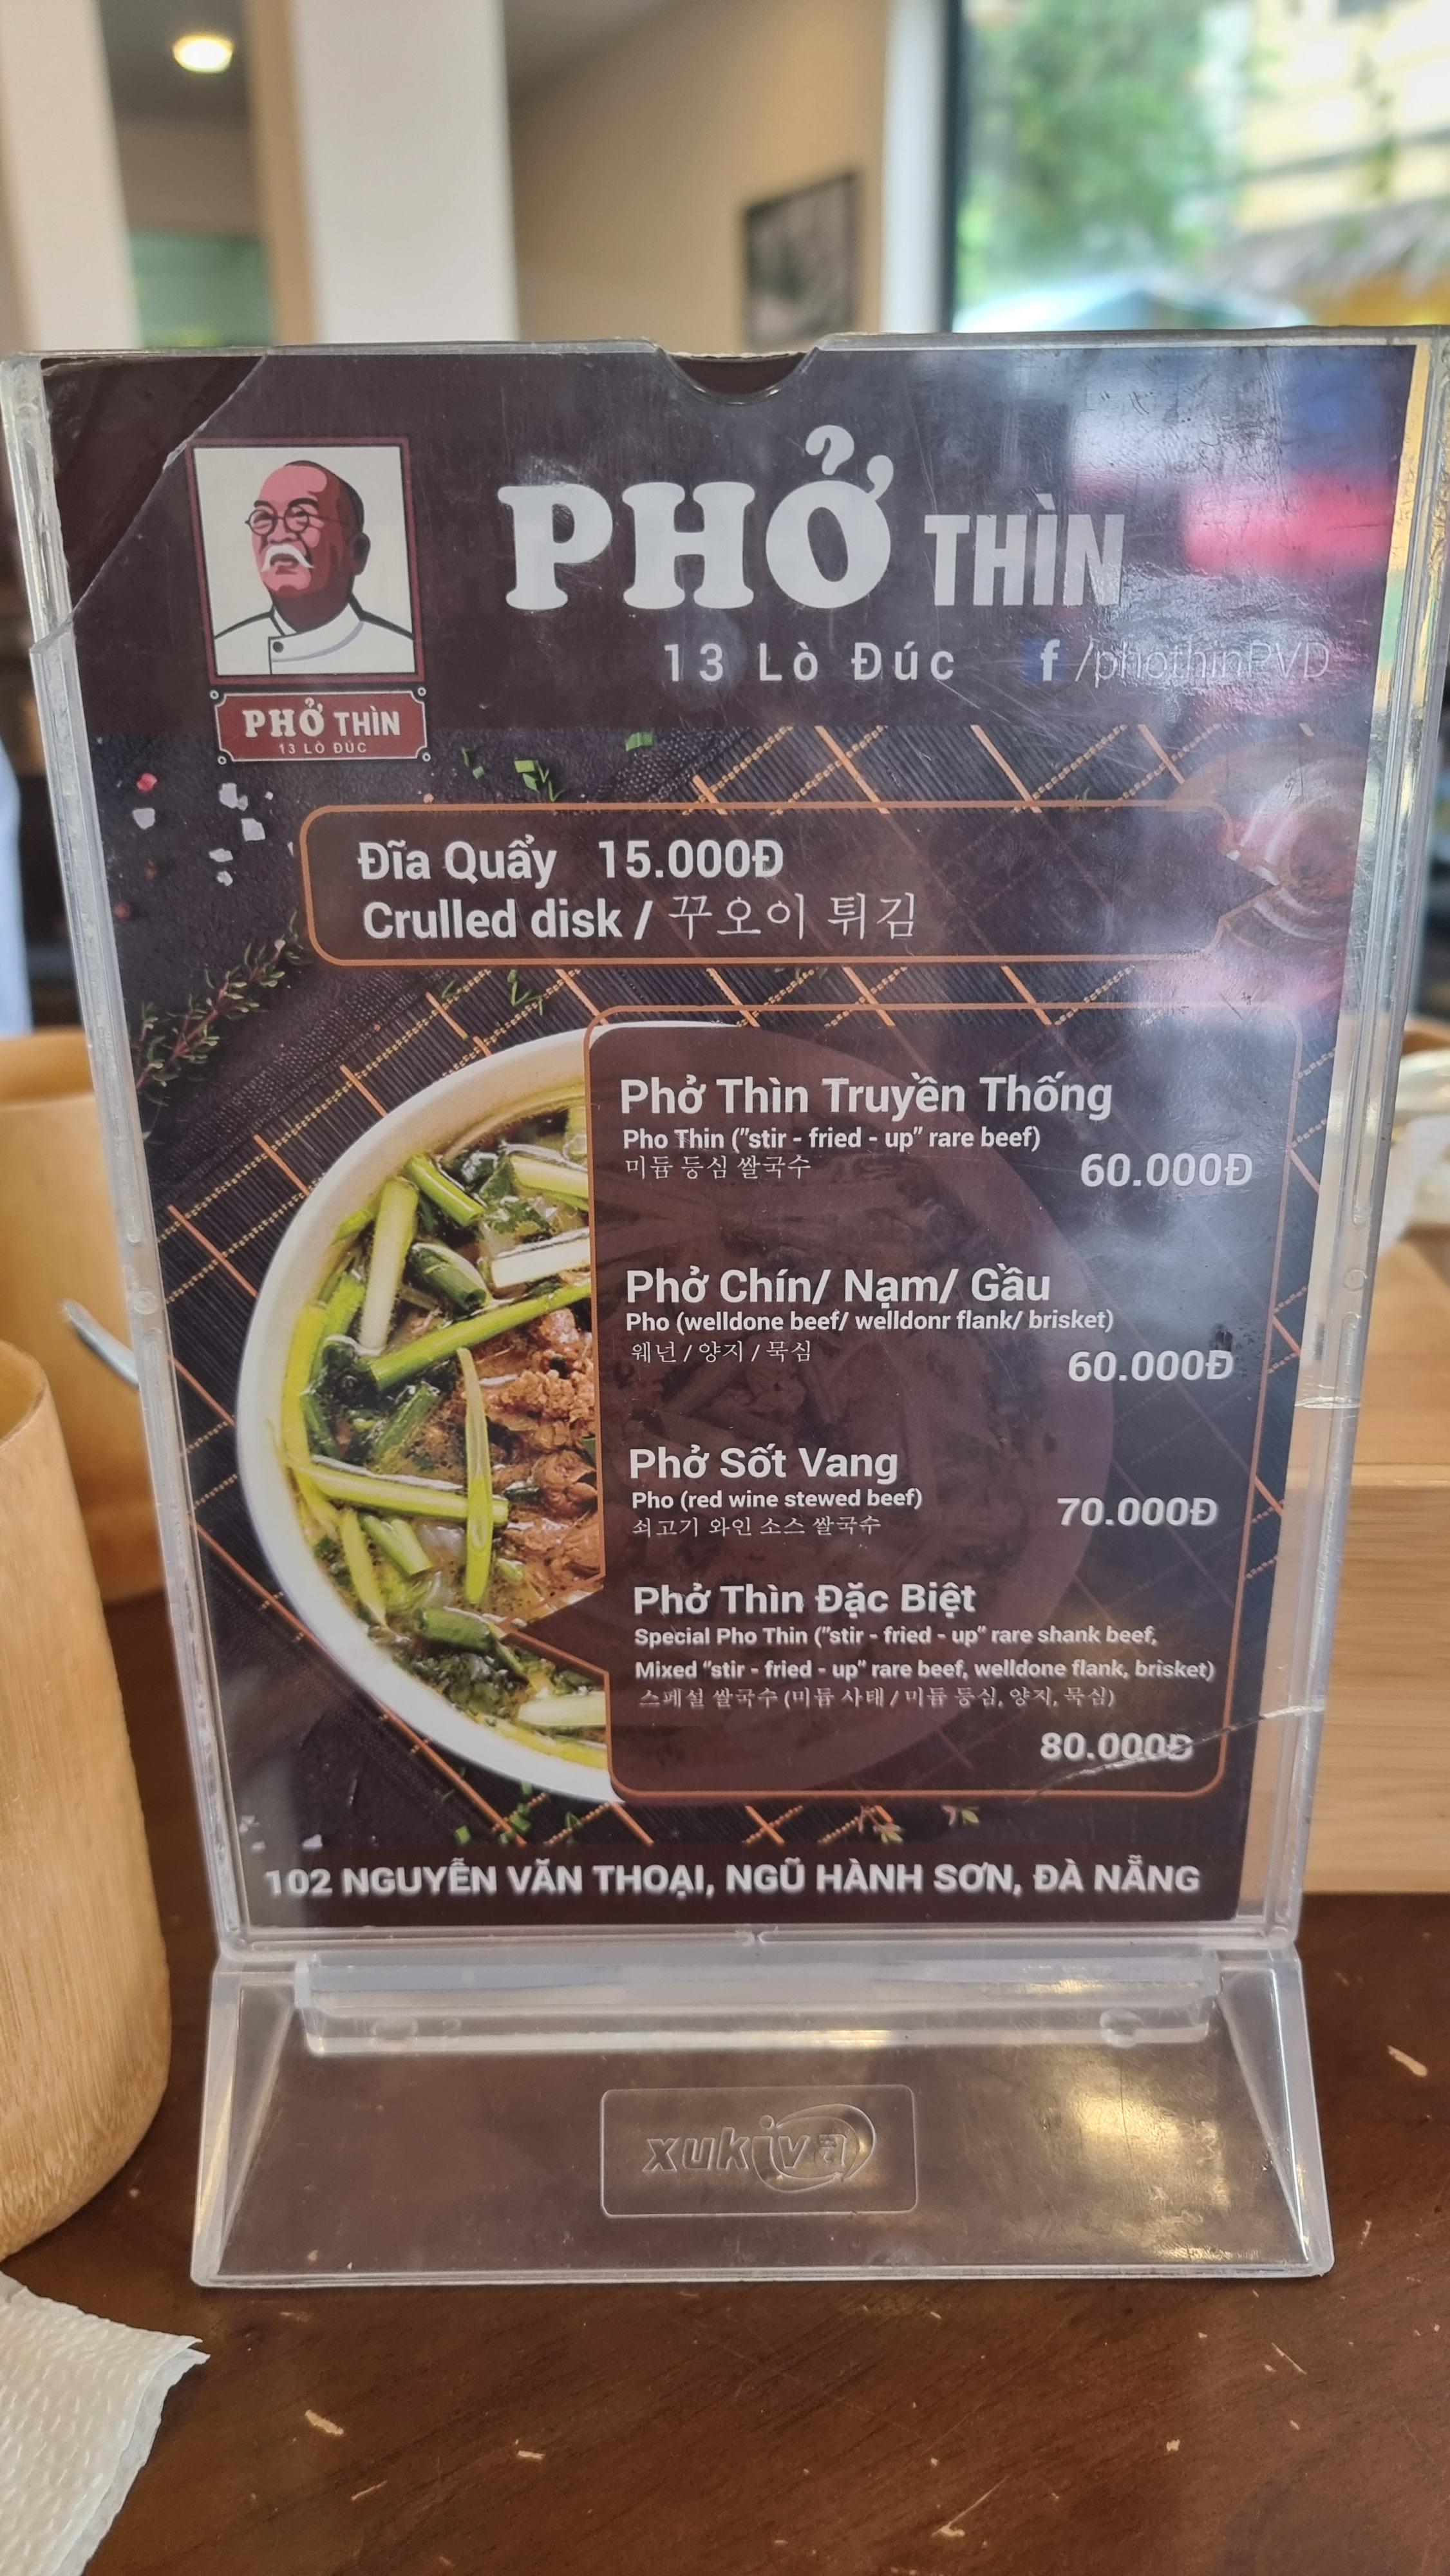 PHỞ THÌN
13 Lò Đúc
f /phothinPVD
PHỞ THÌN
13 LÒ ĐÚC
Đĩa Quẩy 15.000Đ
Crulled disk / 꾸오이 튀김
Phở Thìn Truyền Thống
Pho Thin ("stir - fried - up" rare beef)
미듐 등심 쌀국수
60.000Đ
Phở Chín/ Nạm/ Gầu
Pho (welldone beef/ welldonr flank/ brisket)
웨넌 / 양지 / 묵심
60.000Đ
Phở Sốt Vang
Pho (red wine stewed beef)
쇠고기 와인 소스 쌀국수
70.000Đ
Phở Thìn Đặc Biệt
Special Pho Thin ("stir - fried - up" rare shank beef,
Mixed "stir - fried - up" rare beef, welldone flank, brisket)
스페셜 쌀국수 (미듐 사태 / 미듐 등심, 양지, 묵심)
80.000Đ
102 NGUYỄN VĂN THOẠI, NGŨ HÀNH SƠN, ĐÀ NẴNG
xukiva